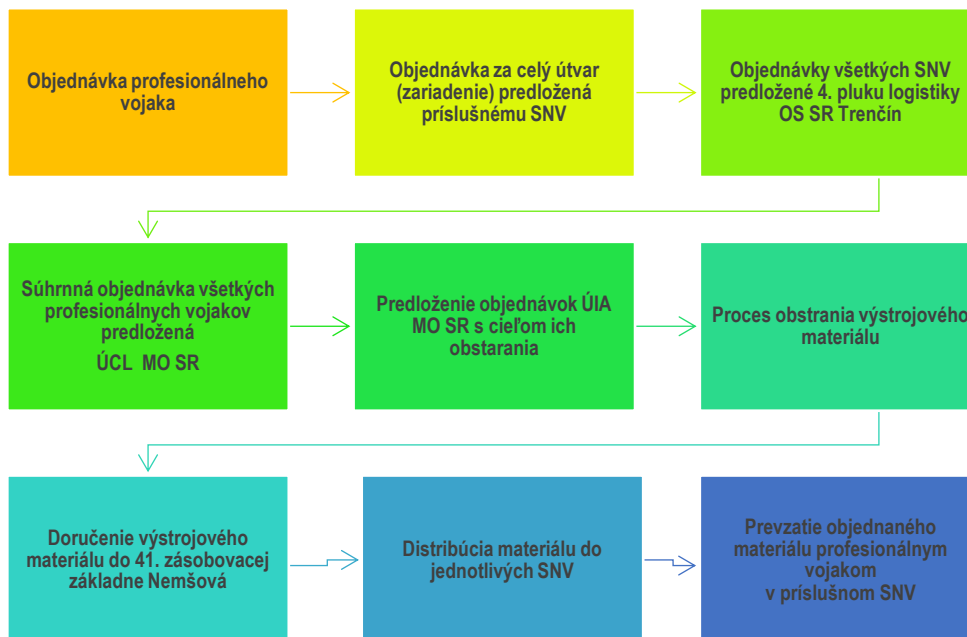 Objednávka profesionálneho
vojaka
Objednávka za celý útvar
(zariadenie) predložená
príslušnému SNV
Objednávky všetkých SNV
predložené 4. pluku logistiky
OS SR Trenčín
Súhrnná objednávka všetkých
profesionálnych vojakov
predložená
ÚCL MO SR
Predloženie objednávok ÚIA
MO SR s cieľom ich
obstarania
Proces obstrania výstrojového
materiálu
Doručenie výstrojového
materiálu do 41. zásobovacej
základne Nemšová
Distribúcia materiálu do
jednotlivých SNV
Prevzatie objednaného
materiálu profesionálnym
vojakom
v príslušnom SNV